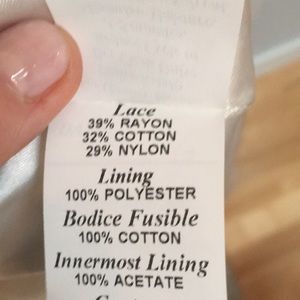 Lace
39% RAYON
32% COTTON
29% NYLON
Lining
100% POLYESTER
Bodice Fusible
100% COTTON
Innermost Lining
100% ACETATE